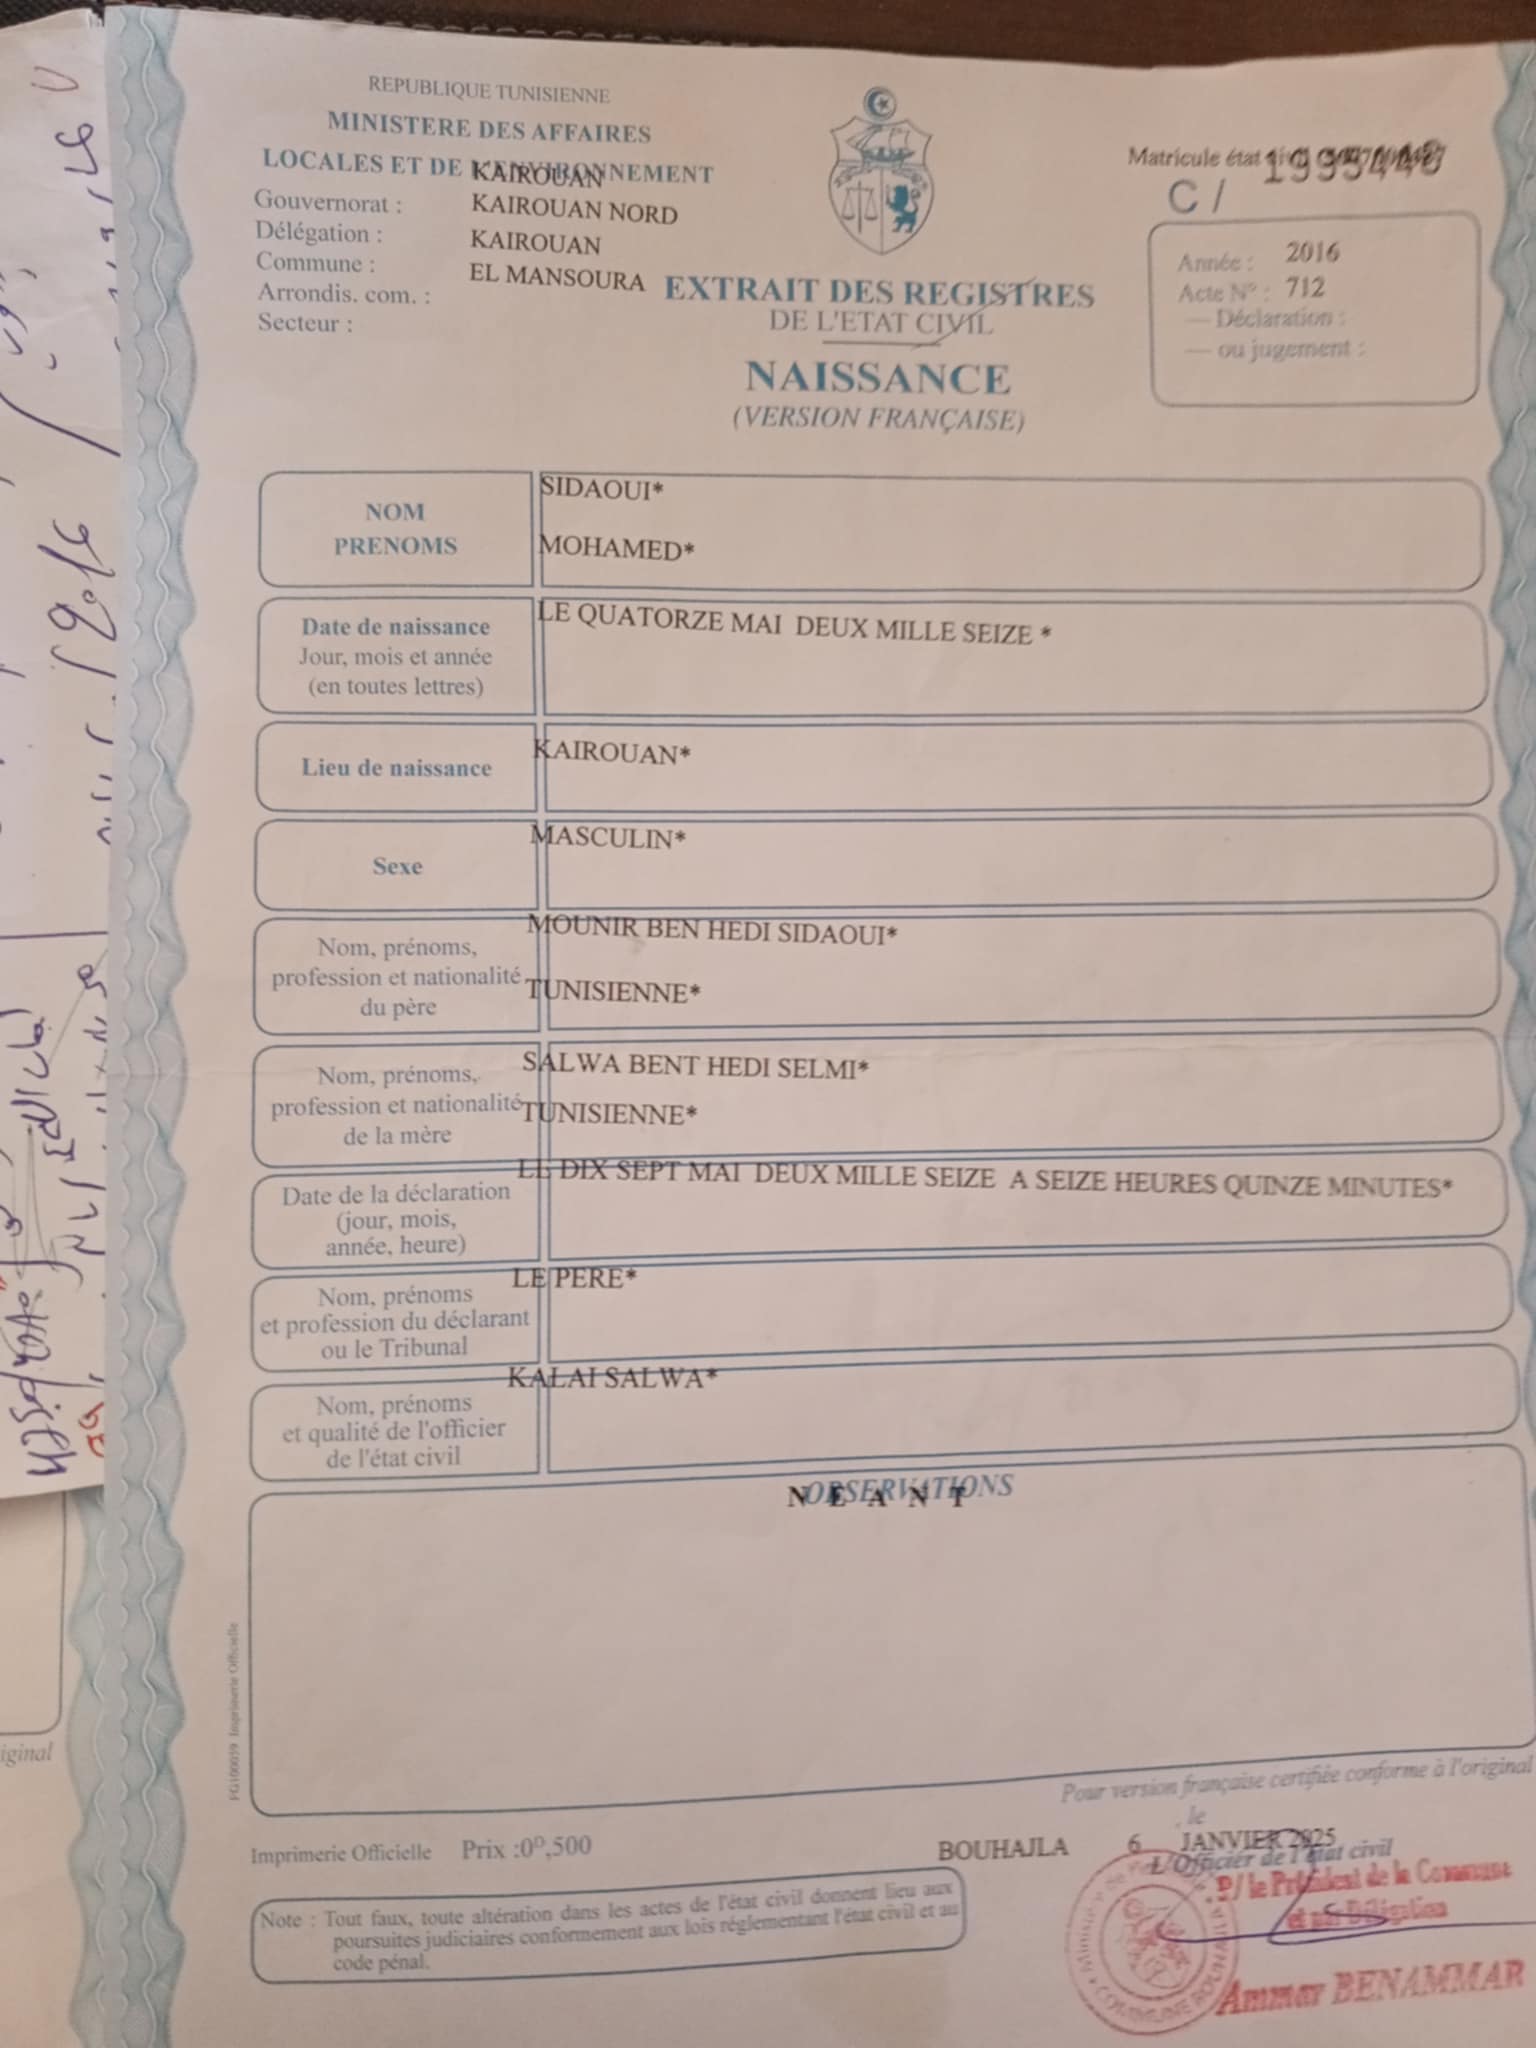 REPUBLIQUE TUNISIENNE
MINISTERE DES AFFAIRES
LOCALES ET DE L'ENVIRONNEMENT
KAIROUAN
Gouvernorat : KAIROUAN NORD
Délégation : KAIROUAN
Commune : EL MANSOURA
Arrondis. com. :
Secteur :
Matricule état
C /
Année : 2016
Acte N° : 712
— Déclaration :
— ou jugement :
EXTRAIT DES REGISTRES
DE L'ETAT CIVIL
NAISSANCE
(VERSION FRANÇAISE)
NOM
PRENOMS
SIDAOUI*
MOHAMED*
Date de naissance
Jour, mois et année
(en toutes lettres)
LE QUATORZE MAI DEUX MILLE SEIZE *
Lieu de naissance
KAIROUAN*
Sexe
MASCULIN*
Nom, prénoms,
profession et nationalité
du père
MOUNIR BEN HEDI SIDAOUI*
TUNISIENNE*
Nom, prénoms,
profession et nationalité
de la mère
SALWA BENT HEDI SELMI*
TUNISIENNE*
Date de la déclaration
(jour, mois,
année, heure)
LE DIX SEPT MAI DEUX MILLE SEIZE A SEIZE HEURES QUINZE MINUTES*
Nom, prénoms
et profession du déclarant
ou le Tribunal
LE PERE*
Nom, prénoms
et qualité de l'officier
de l'état civil
KALAI SALWA*
OBSERVATIONS
N E A N T
FG100059 Imprimerie Officielle
iginal
Pour version française certifiée conforme à l'original
, le
BOUHAJLA 6 JANVIER 2025
L'Officier de l'état civil
P/ le Président de la Commune
et par Délégation
Ammar BENAMMAR
Imprimerie Officielle Prix :0ᴰ,500
Note : Tout faux, toute altération dans les actes de l'état civil donnent lieu aux
poursuites judiciaires conformement aux lois réglementant l'état civil et au
code pénal.